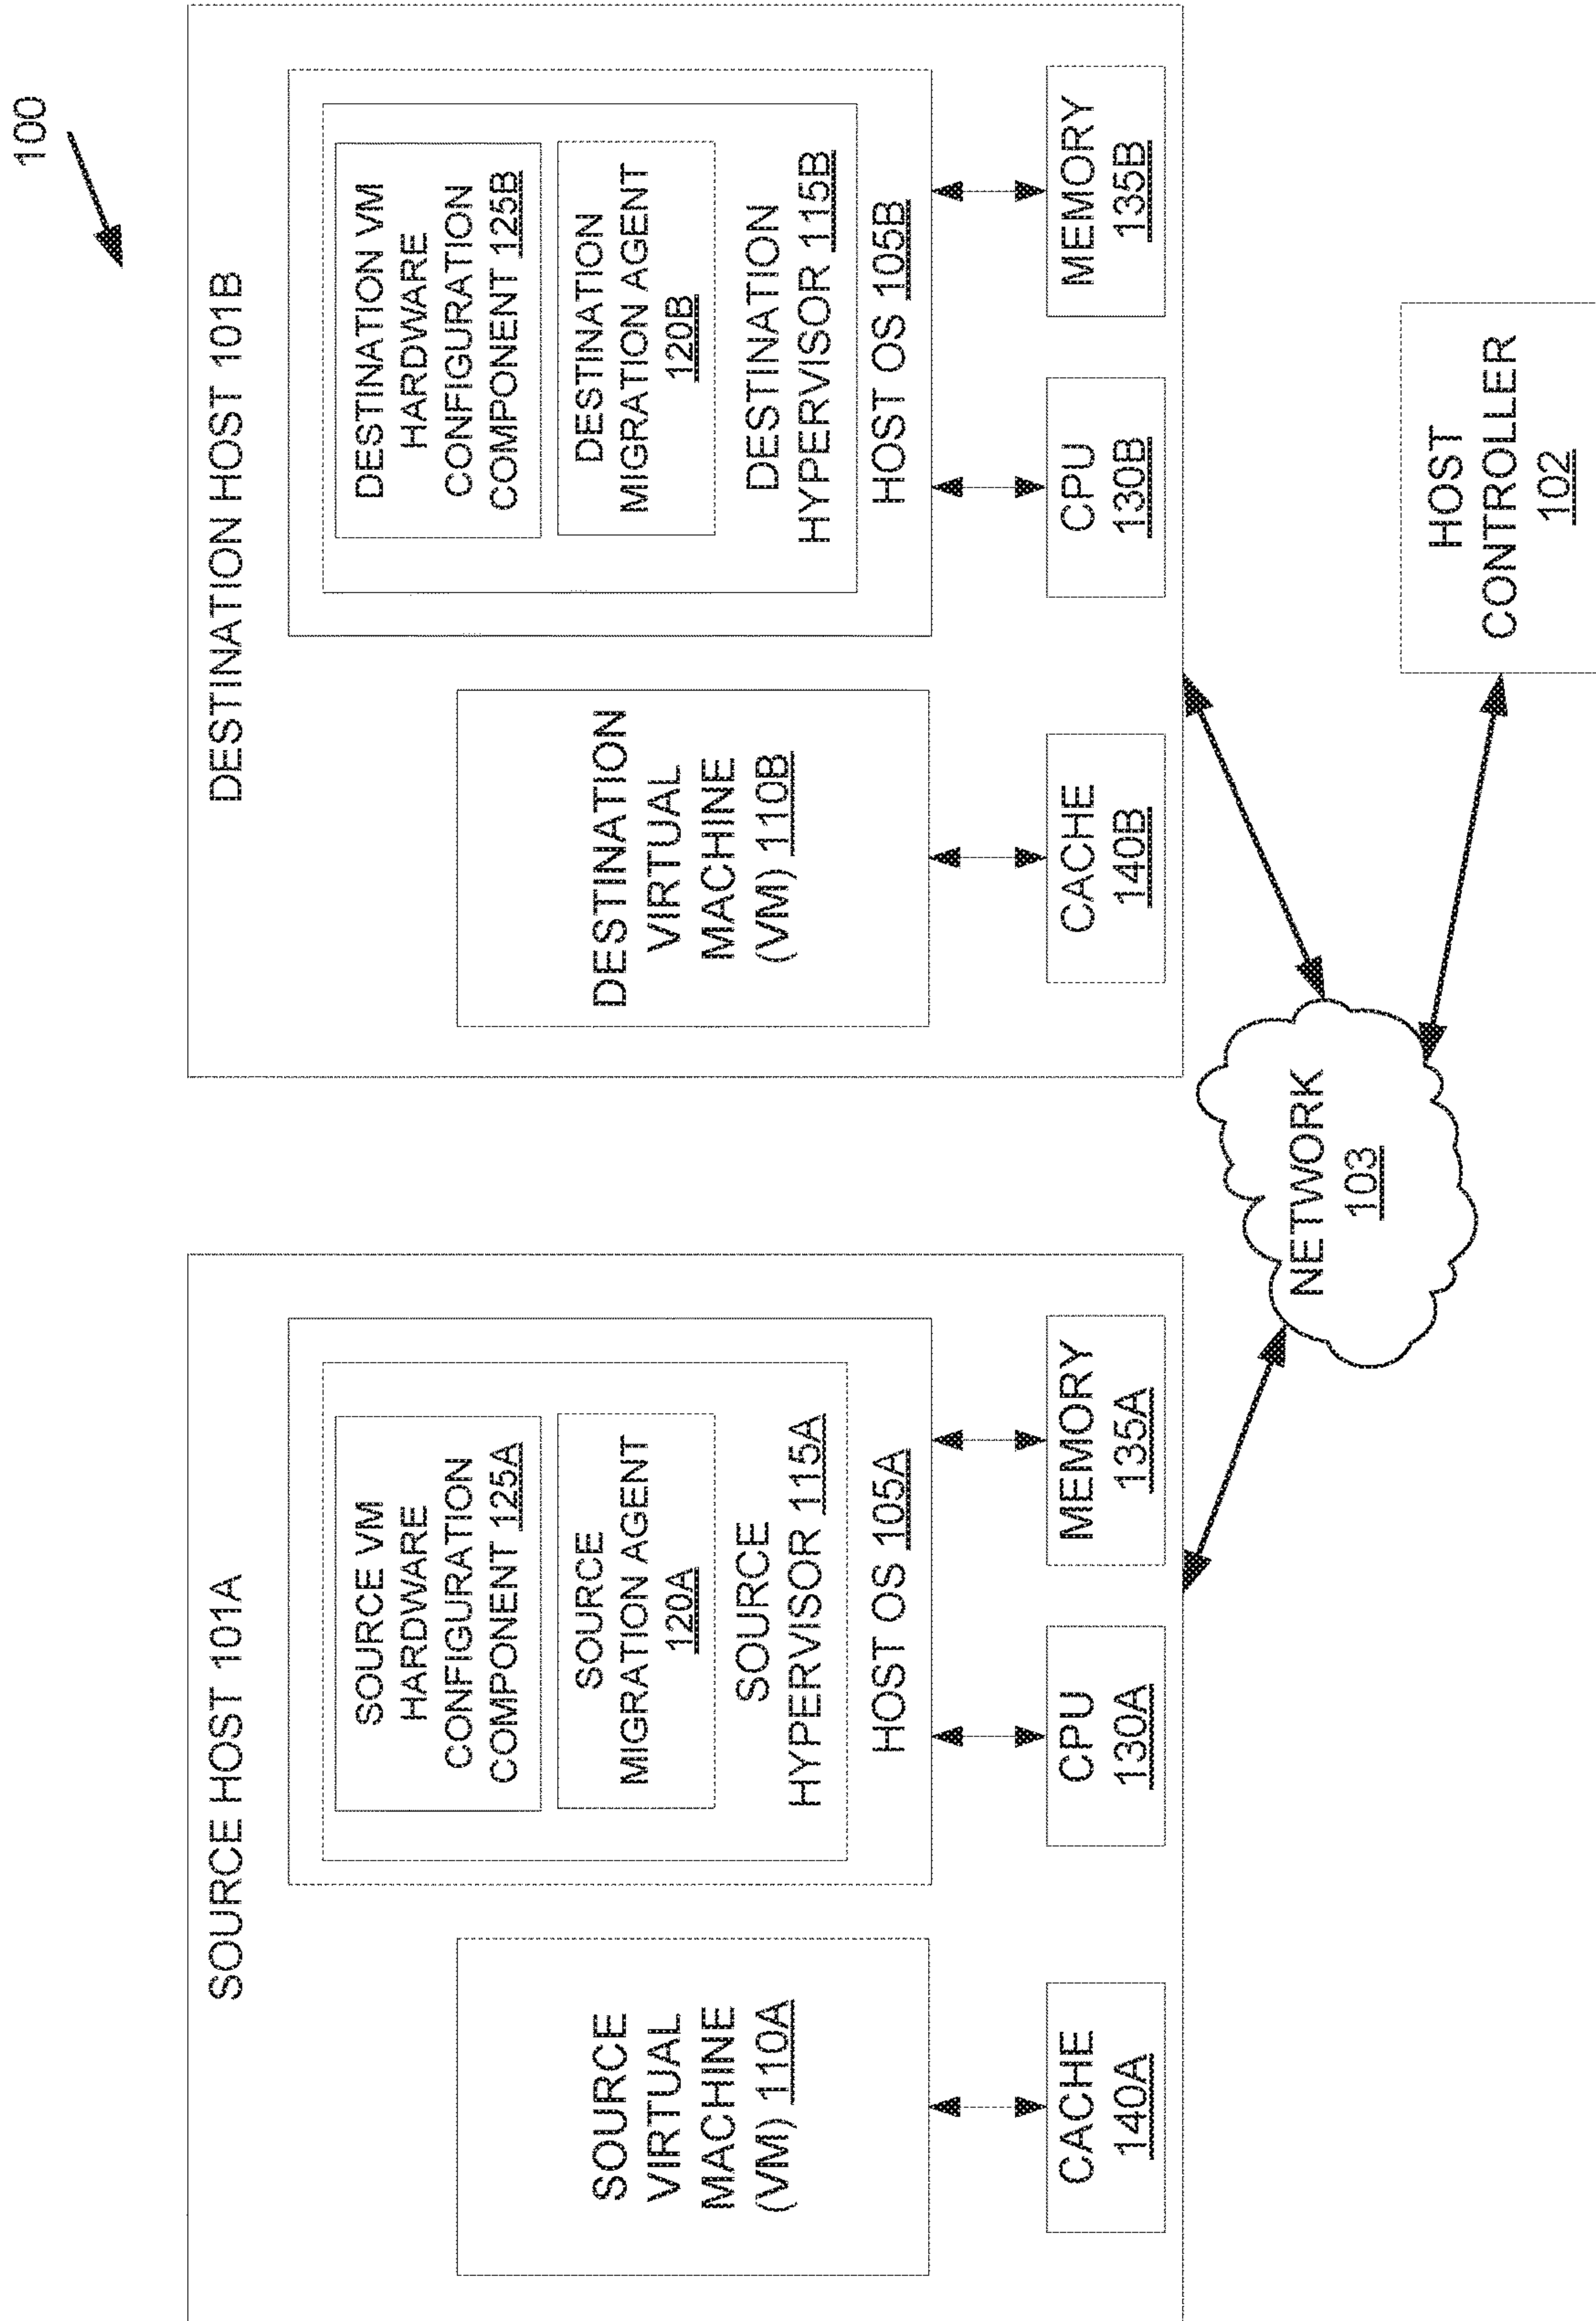 100
SOURCE HOST 101A
SOURCE
VIRTUAL
MACHINE
(VM) 110A
SOURCE VM
HARDWARE
CONFIGURATION
COMPONENT 125A
SOURCE
MIGRATION AGENT
120A
SOURCE
HYPERVISOR 115A
HOST OS 105A
CACHE
140A
CPU
130A
MEMORY
135A
DESTINATION HOST 101B
DESTINATION
VIRTUAL
MACHINE
(VM) 110B
DESTINATION VM
HARDWARE
CONFIGURATION
COMPONENT 125B
DESTINATION
MIGRATION AGENT
120B
DESTINATION
HYPERVISOR 115B
HOST OS 105B
CACHE
140B
CPU
130B
MEMORY
135B
NETWORK
103
HOST
CONTROLLER
102